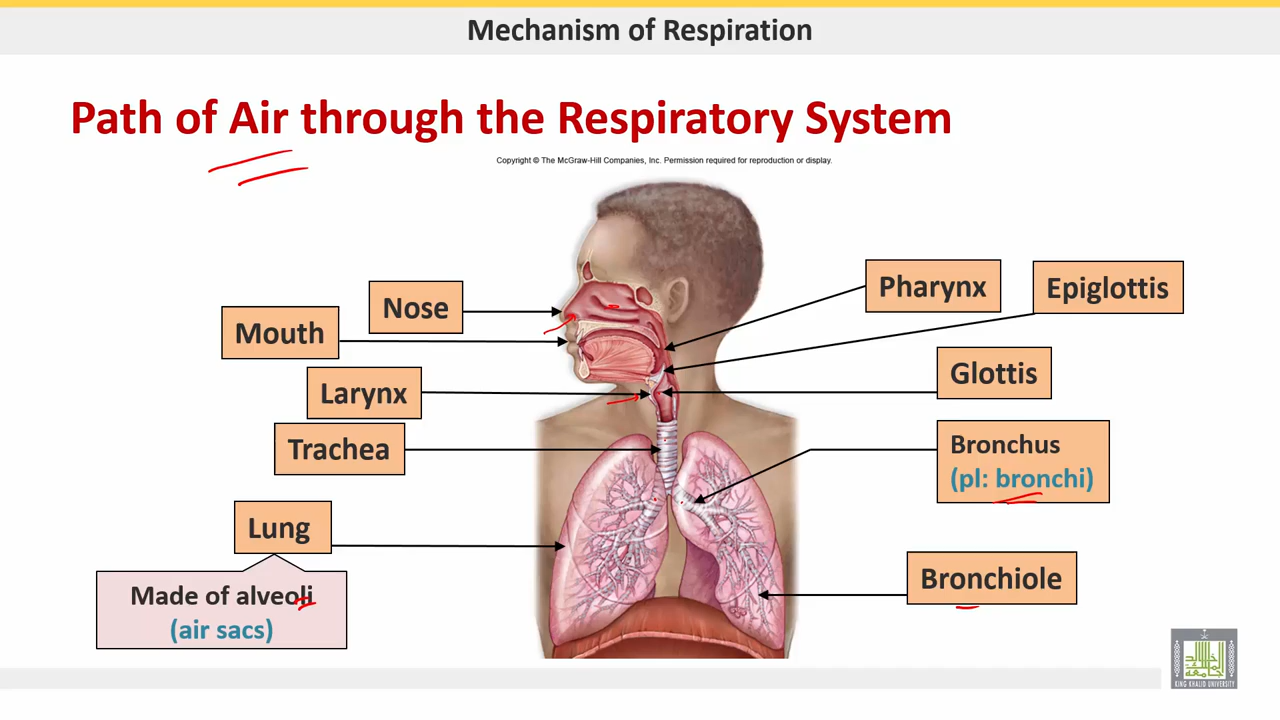 Mechanism of Respiration
Path of Air through the Respiratory System
Copyright © The McGraw-Hill Companies, Inc. Permission required for reproduction or display.
Nose
Mouth
Larynx
Trachea
Lung
Made of alveoli
(air sacs)
Pharynx
Epiglottis
Glottis
Bronchus
(pl: bronchi)
Bronchiole
KING KHALID UNIVERSITY